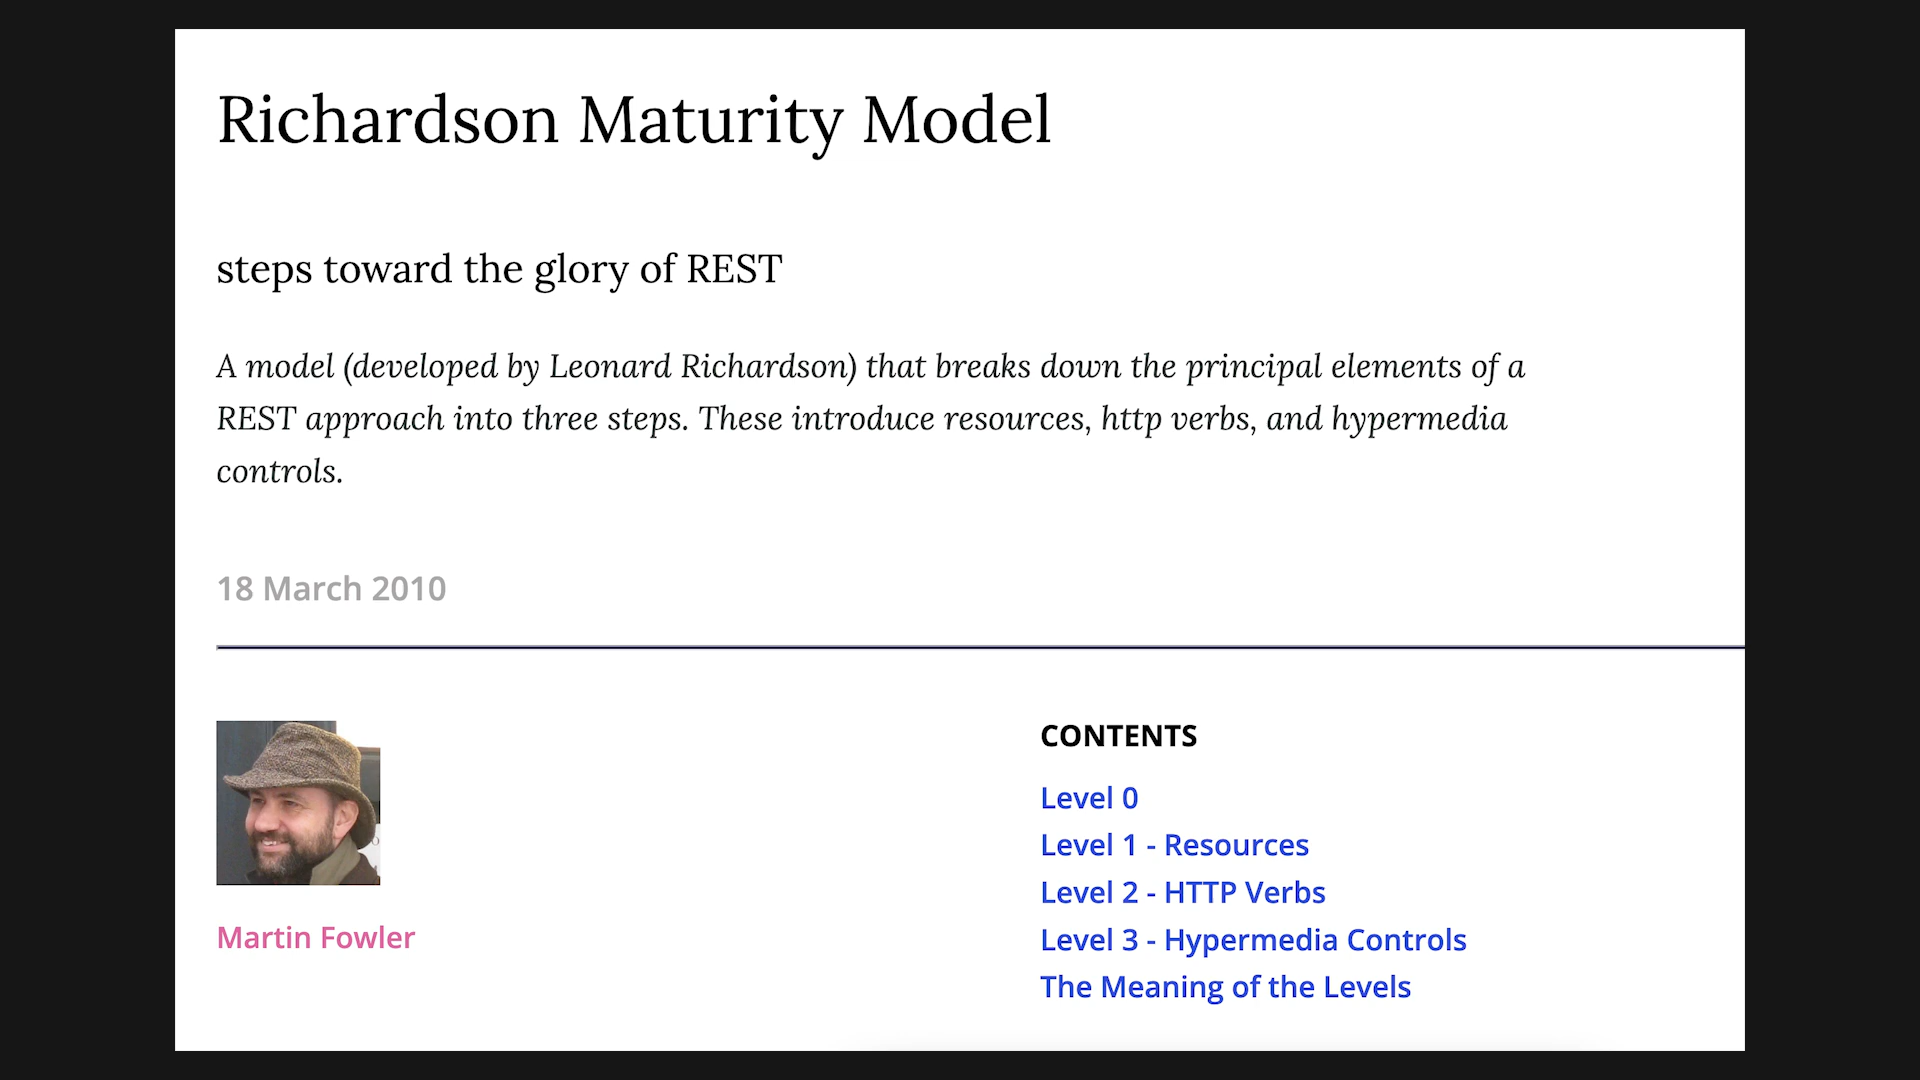 Richardson Maturity Model
steps toward the glory of REST
A model (developed by Leonard Richardson) that breaks down the principal elements of a
REST approach into three steps. These introduce resources, http verbs, and hypermedia
controls.
18 March 2010
Martin Fowler
CONTENTS
Level 0
Level 1 - Resources
Level 2 - HTTP Verbs
Level 3 - Hypermedia Controls
The Meaning of the Levels